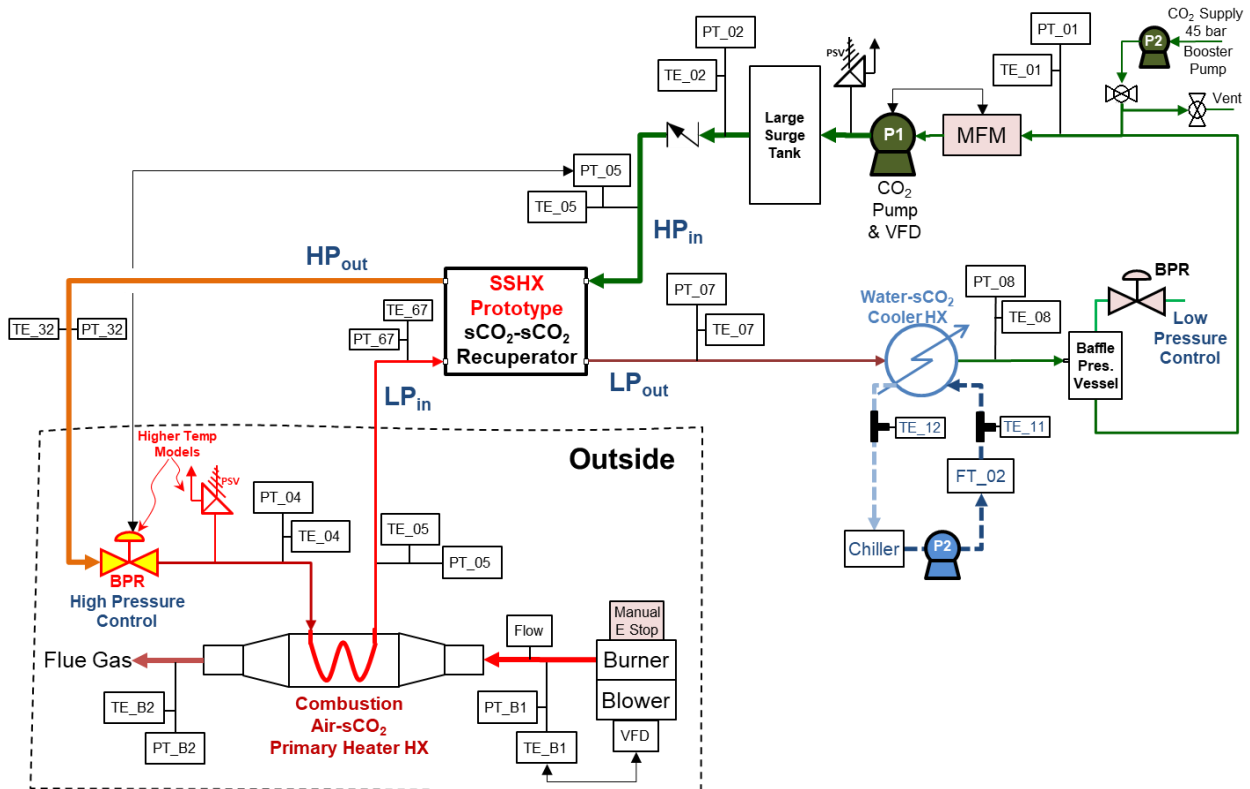 CO₂ Supply
45 bar
Booster
Pump
P2
Vent
PT_01
TE_01
PT_02
TE_02
PSV
Large
Surge
Tank
P1
MFM
CO₂
Pump
& VFD
PT_05
TE_05
HPin
HPout
SSHX
Prototype
sCO₂-sCO₂
Recuperator
TE_67
PT_67
LPin
LPout
TE_32
PT_32
PT_07
TE_07
Water-sCO₂
Cooler HX
PT_08
TE_08
BPR
Low
Pressure
Control
Baffle
Pres.
Vessel
TE_12
TE_11
FT_02
Chiller
P2
Outside
Higher Temp
Models
PSV
PT_04
TE_04
BPR
High Pressure
Control
TE_05
PT_05
Flue Gas
TE_B2
PT_B2
Combustion
Air-sCO₂
Primary Heater HX
Flow
PT_B1
TE_B1
Manual
E Stop
Burner
Blower
VFD